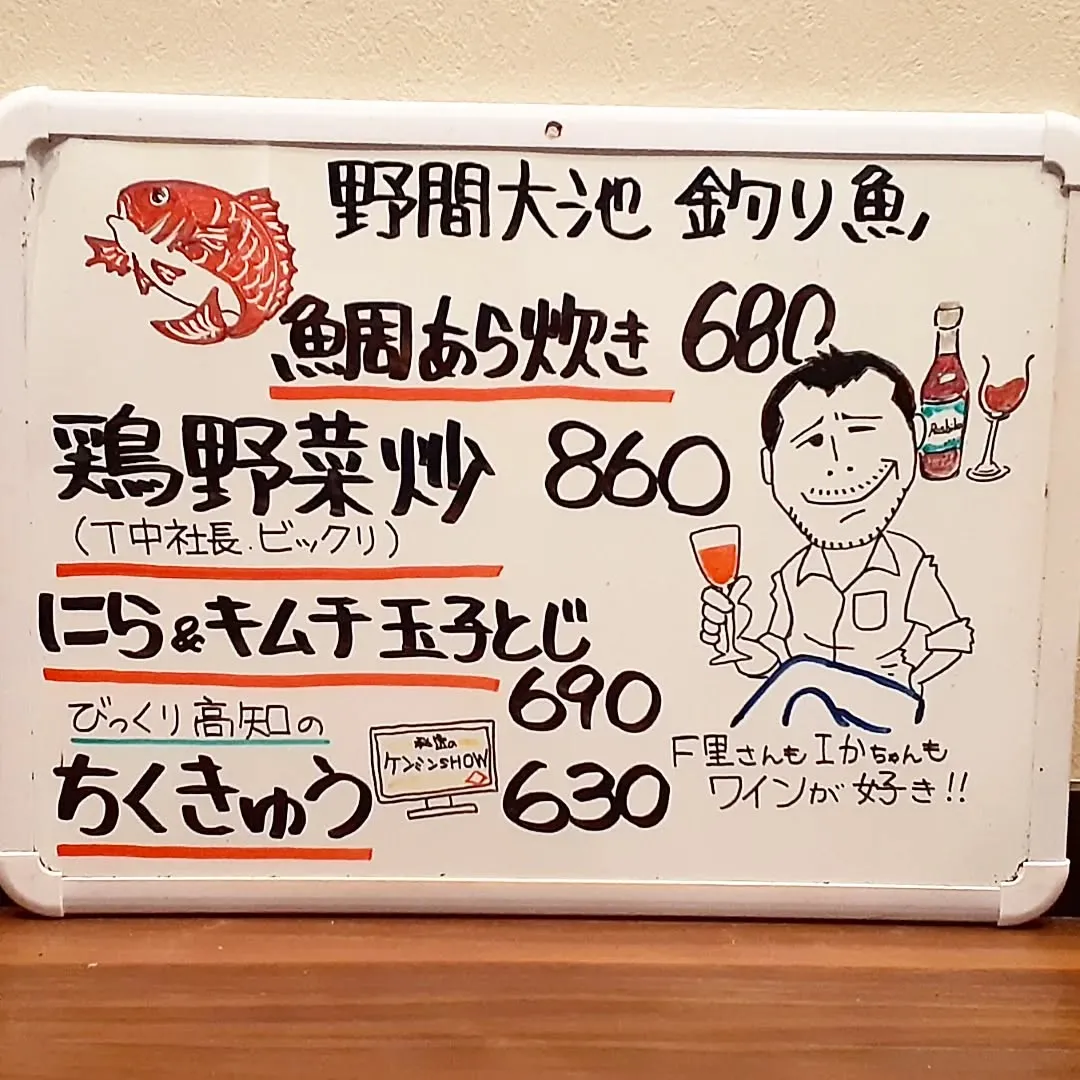 野間大池 釣り魚
鯛あら炊き 680
鶏野菜炒 860
(T中社長.ビックリ)
にら&キムチ玉子とじ
690
びっくり高知の
ちくきゅう 630
秘密の
ケンミンSHOW
F里さんもIかちゃんも
ワインが好き!!